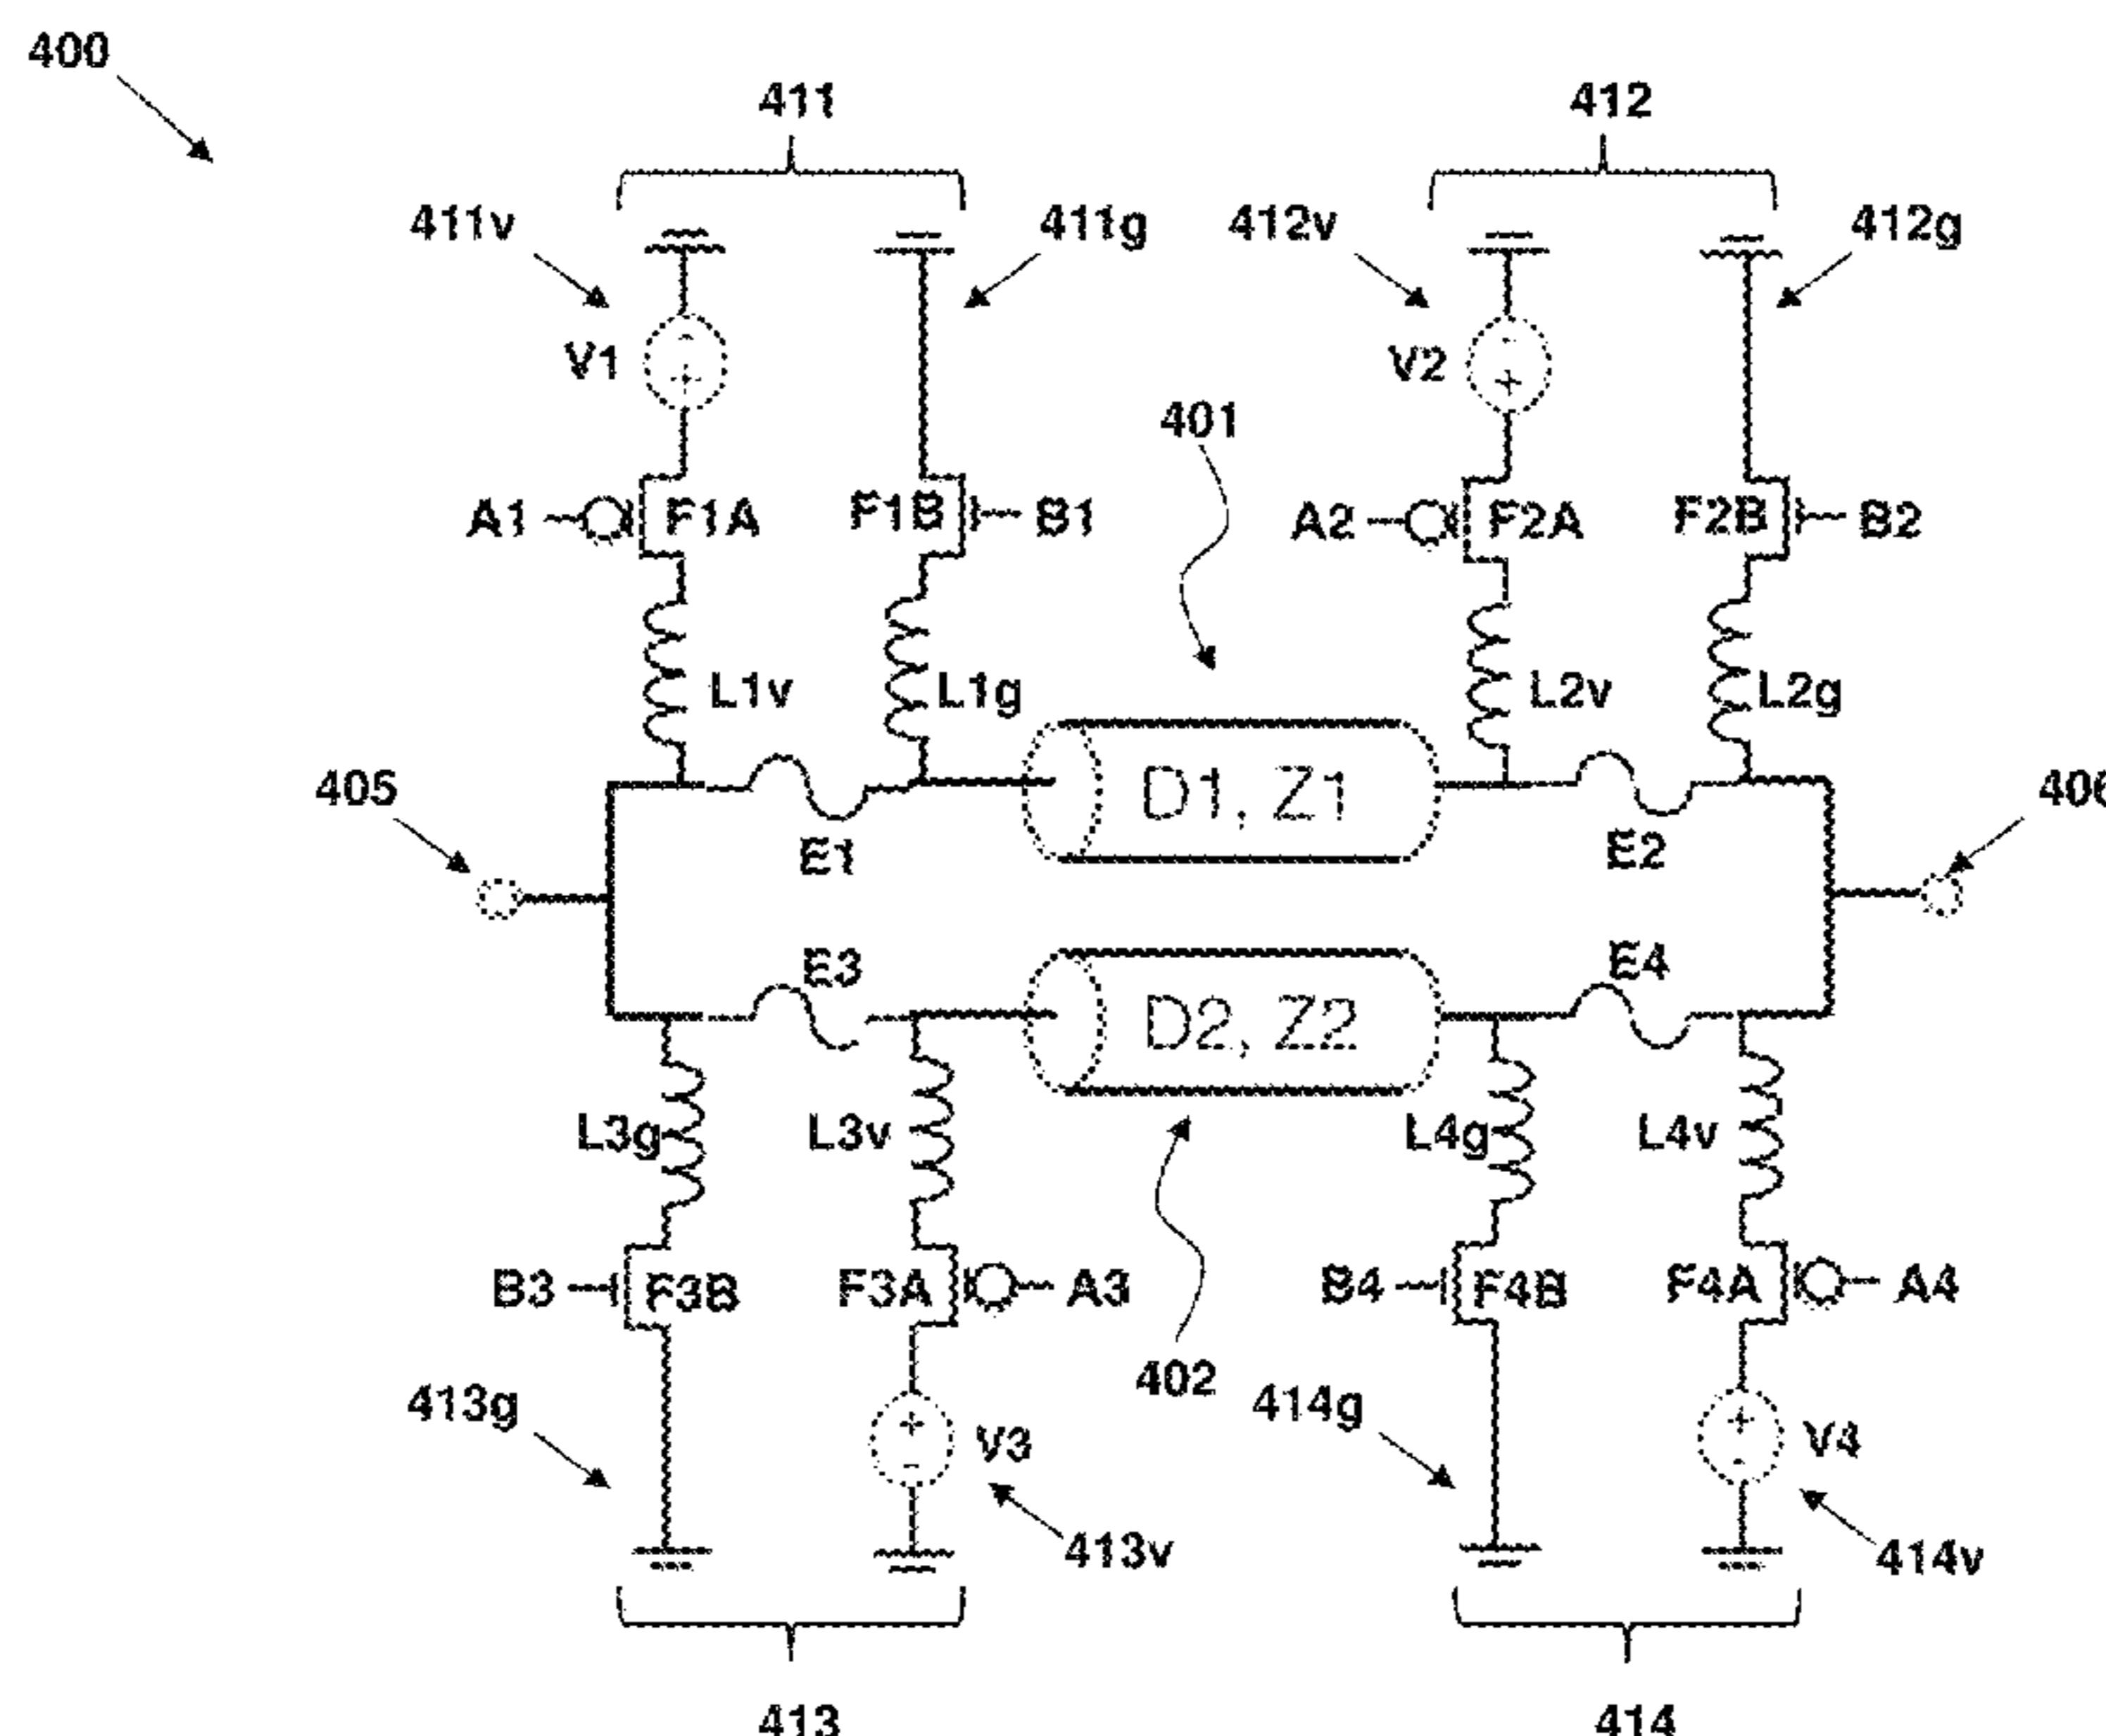 400
411
412
411v
411g
412v
412g
V1
V2
401
A1
F1A
F1B
B1
A2
F2A
F2B
B2
L1v
L1g
L2v
L2g
405
D1, Z1
406
E1
E2
E3
E4
D2, Z2
L3g
L3v
L4g
L4v
B3
F3B
F3A
A3
B4
F4B
F4A
A4
402
413g
414g
V3
V4
413v
414v
413
414